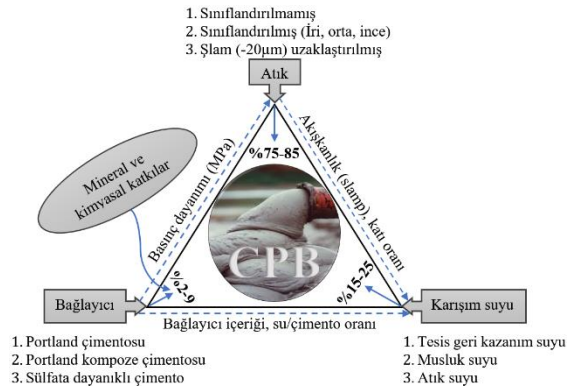 1. Sınıflandırılmamış
2. Sınıflandırılmış (İri, orta, ince)
3. Şlam (-20µm) uzaklaştırılmış
Atık
%75-85
Mineral ve
kimyasal katkılar
Basınç dayanımı (MPa)
Akışkanlık (slamp), katı oranı
CPB
%2-9
%15-25
Bağlayıcı
Karışım suyu
Bağlayıcı içeriği, su/çimento oranı
1. Portland çimentosu
2. Portland kompoze çimentosu
3. Sülfata dayanıklı çimento
1. Tesis geri kazanım suyu
2. Musluk suyu
3. Atık suyu